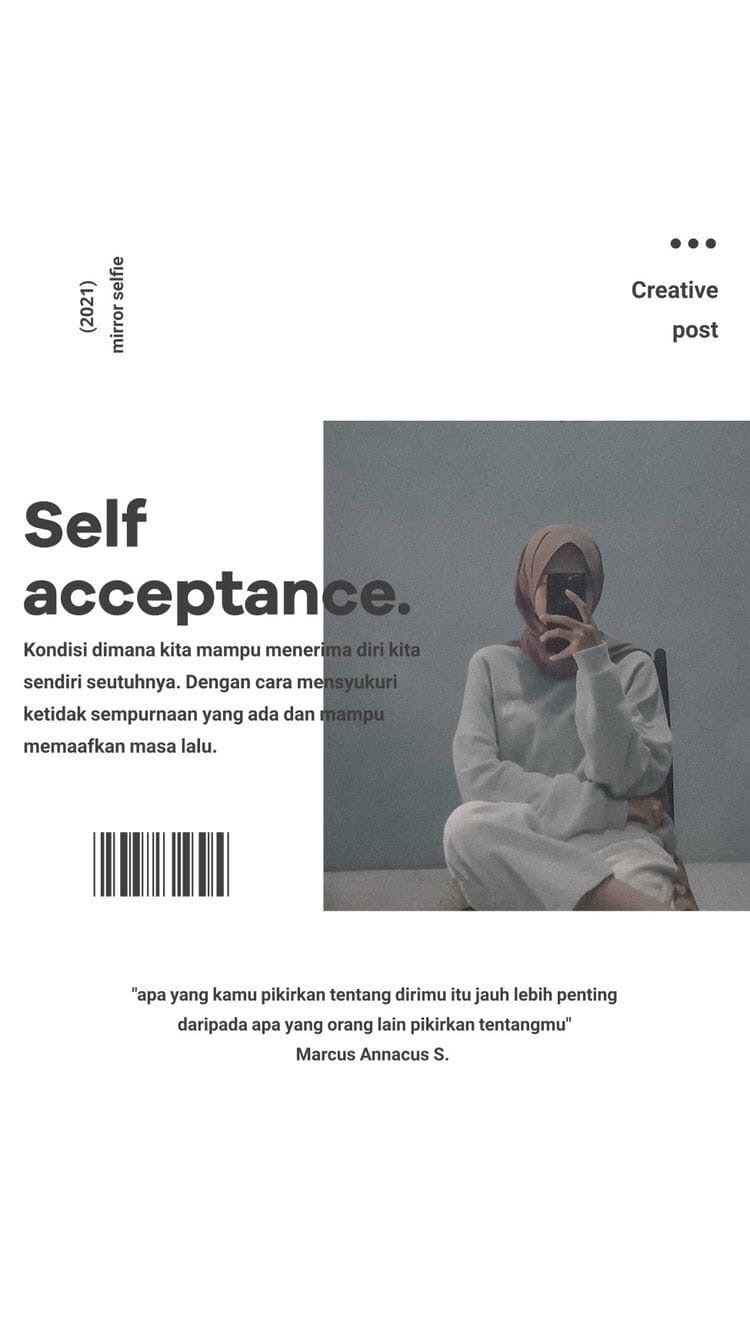 (2021)
mirror selfie
Creative
post
Self
acceptance.
Kondisi dimana kita mampu menerima diri kita
sendiri seutuhnya. Dengan cara mensyukuri
ketidak sempurnaan yang ada dan mampu
memaafkan masa lalu.
"apa yang kamu pikirkan tentang dirimu itu jauh lebih penting
daripada apa yang orang lain pikirkan tentangmu"
Marcus Annacus S.